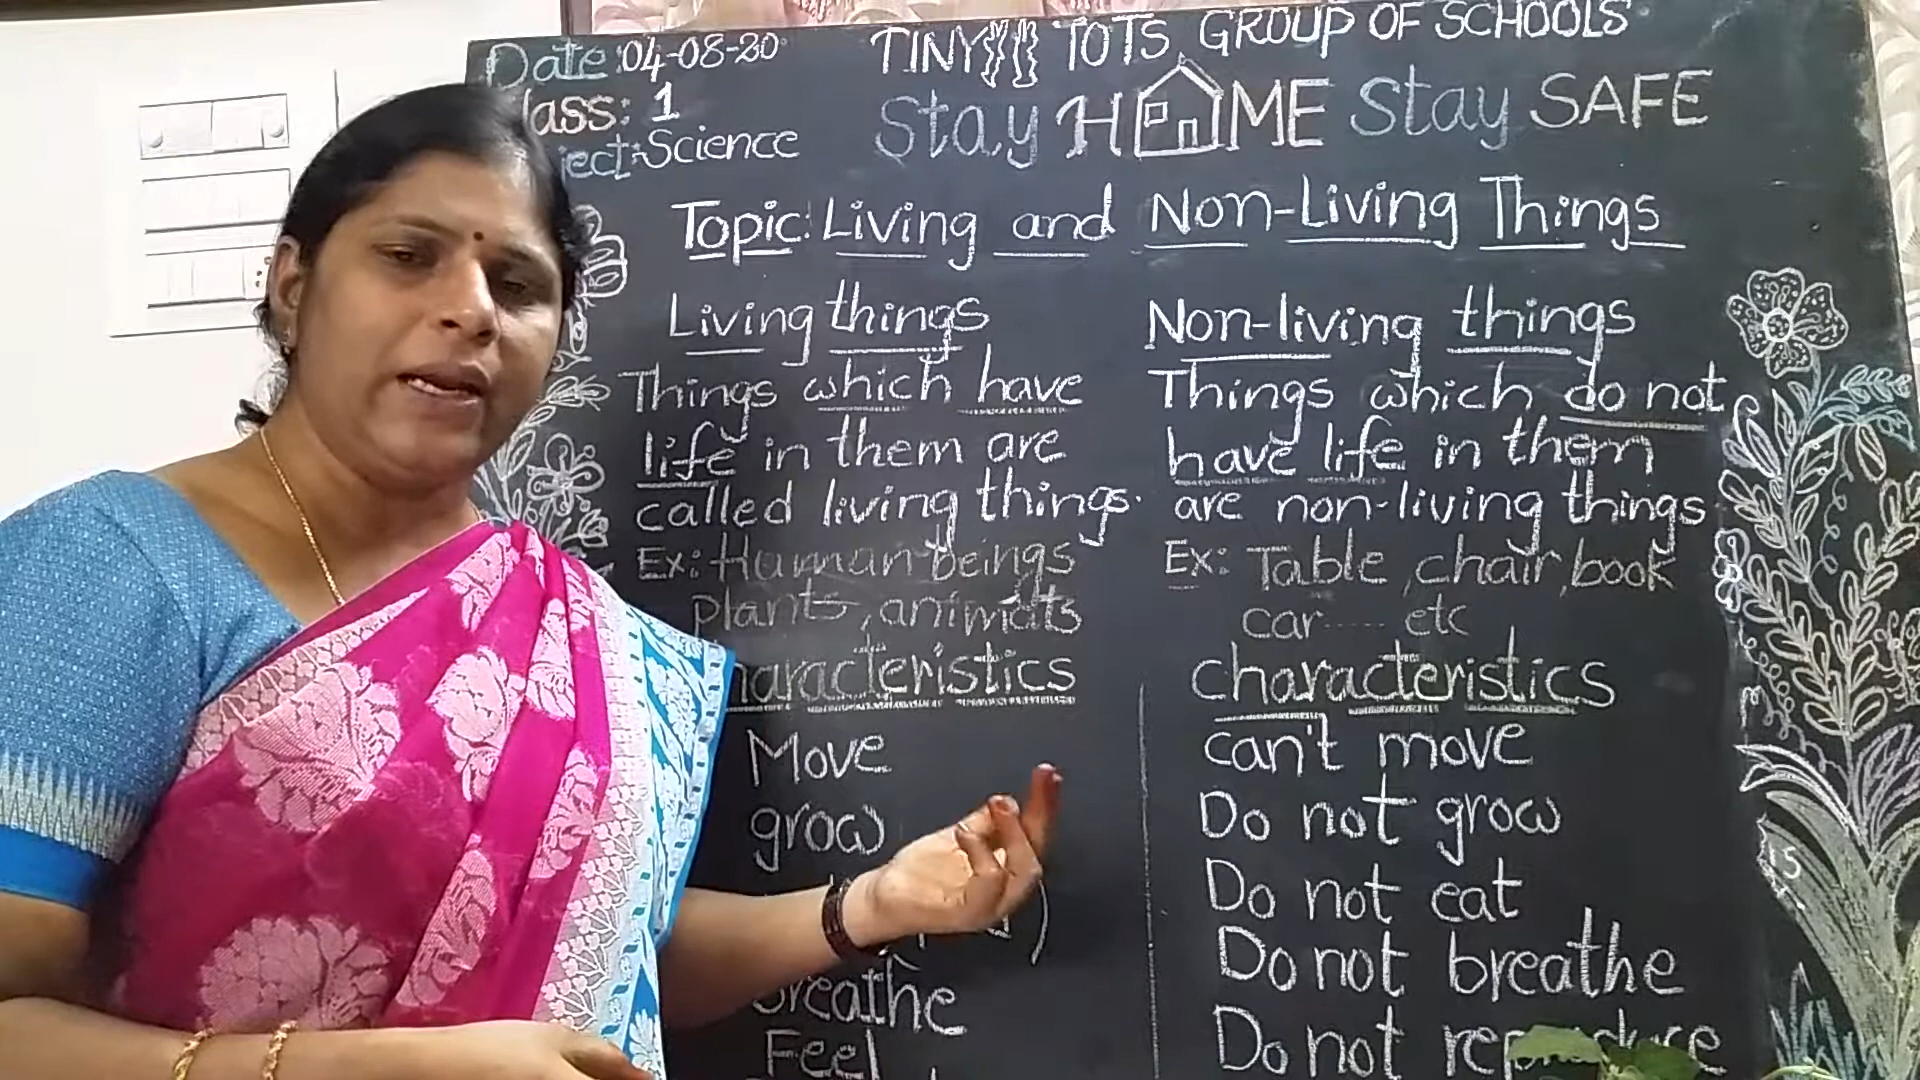 Date: 04-08-20
TINY TOTS GROUP OF SCHOOLS
lass: 1
Stay HOME Stay SAFE
ject:-Science
Topic: Living and Non-Living Things
Living things
Things which have
life in them are
called living things.
Ex: Human beings
plants, animals
haracteristics
Move
grow
breathe
Feel
Non-living things
Things which do not
have life in them
are non-living things
Ex: Table, chair, book
car ..... etc
characteristics
can't move
Do not grow
Do not eat
Do not breathe
Do not reproduce